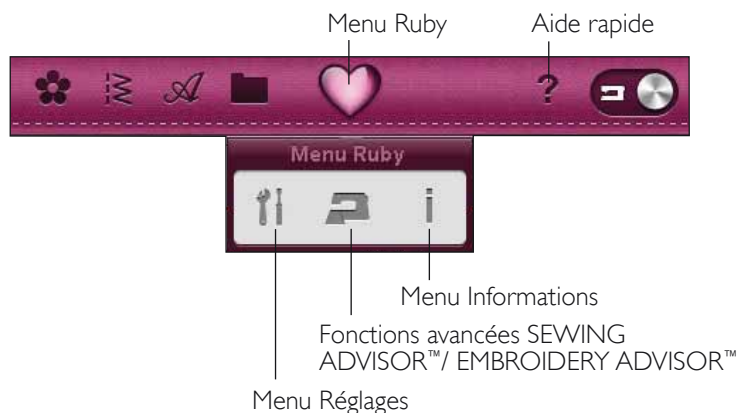 Menu Ruby
Aide rapide
?
Menu Ruby
i
Menu Informations
Fonctions avancées SEWING
ADVISOR™/ EMBROIDERY ADVISOR™
Menu Réglages